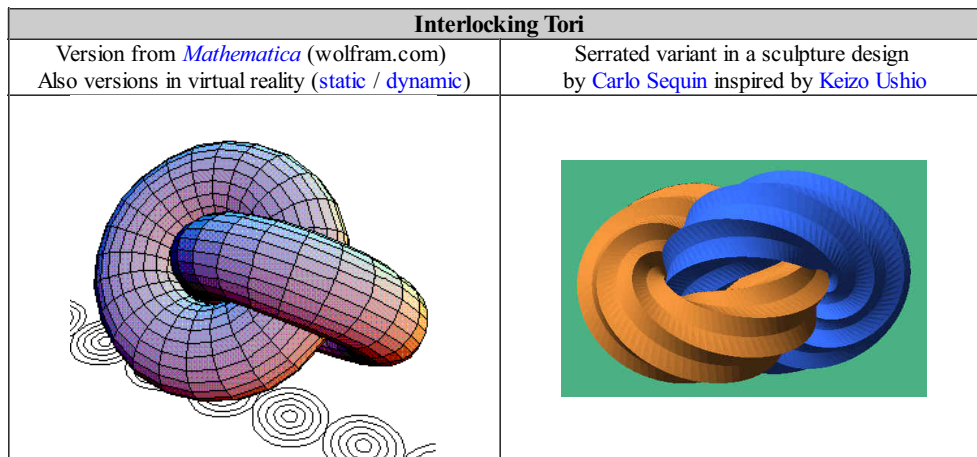 Interlocking Tori
Version from Mathematica (wolfram.com)
Also versions in virtual reality (static / dynamic)
Serrated variant in a sculpture design
by Carlo Sequin inspired by Keizo Ushio